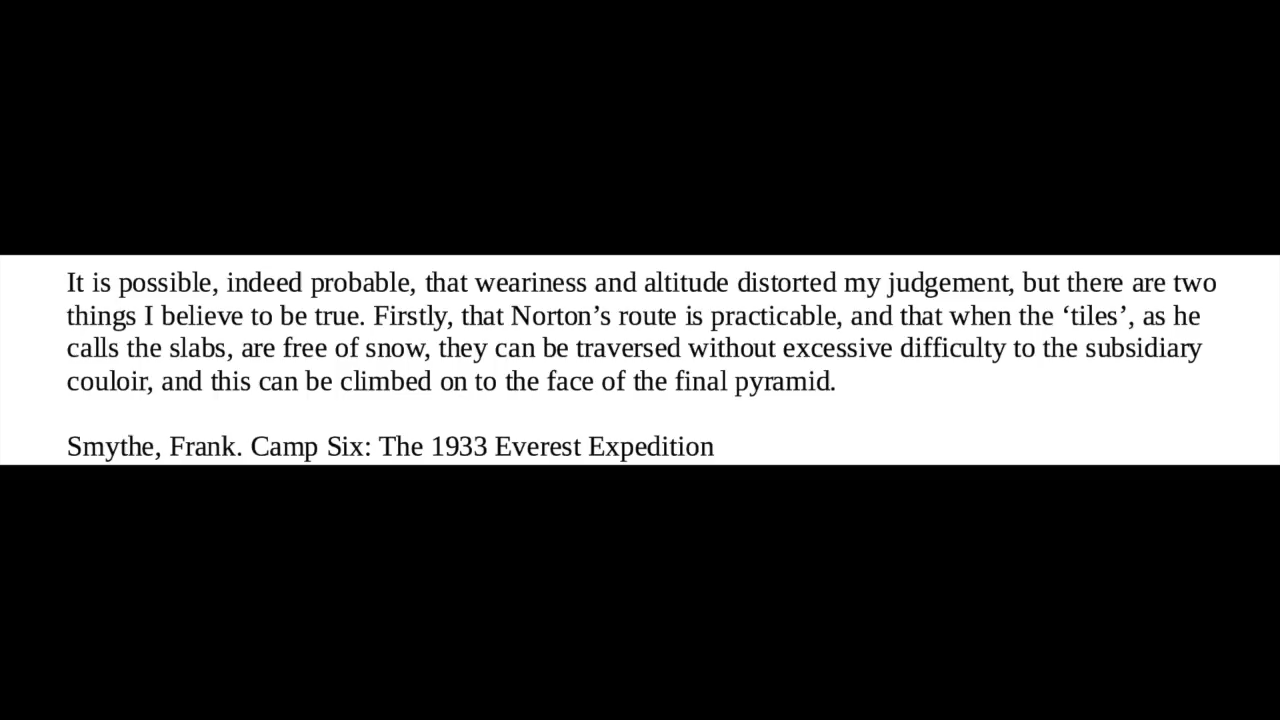 It is possible, indeed probable, that weariness and altitude distorted my judgement, but there are two
things I believe to be true. Firstly, that Norton’s route is practicable, and that when the ‘tiles’, as he
calls the slabs, are free of snow, they can be traversed without excessive difficulty to the subsidiary
couloir, and this can be climbed on to the face of the final pyramid.
Smythe, Frank. Camp Six: The 1933 Everest Expedition